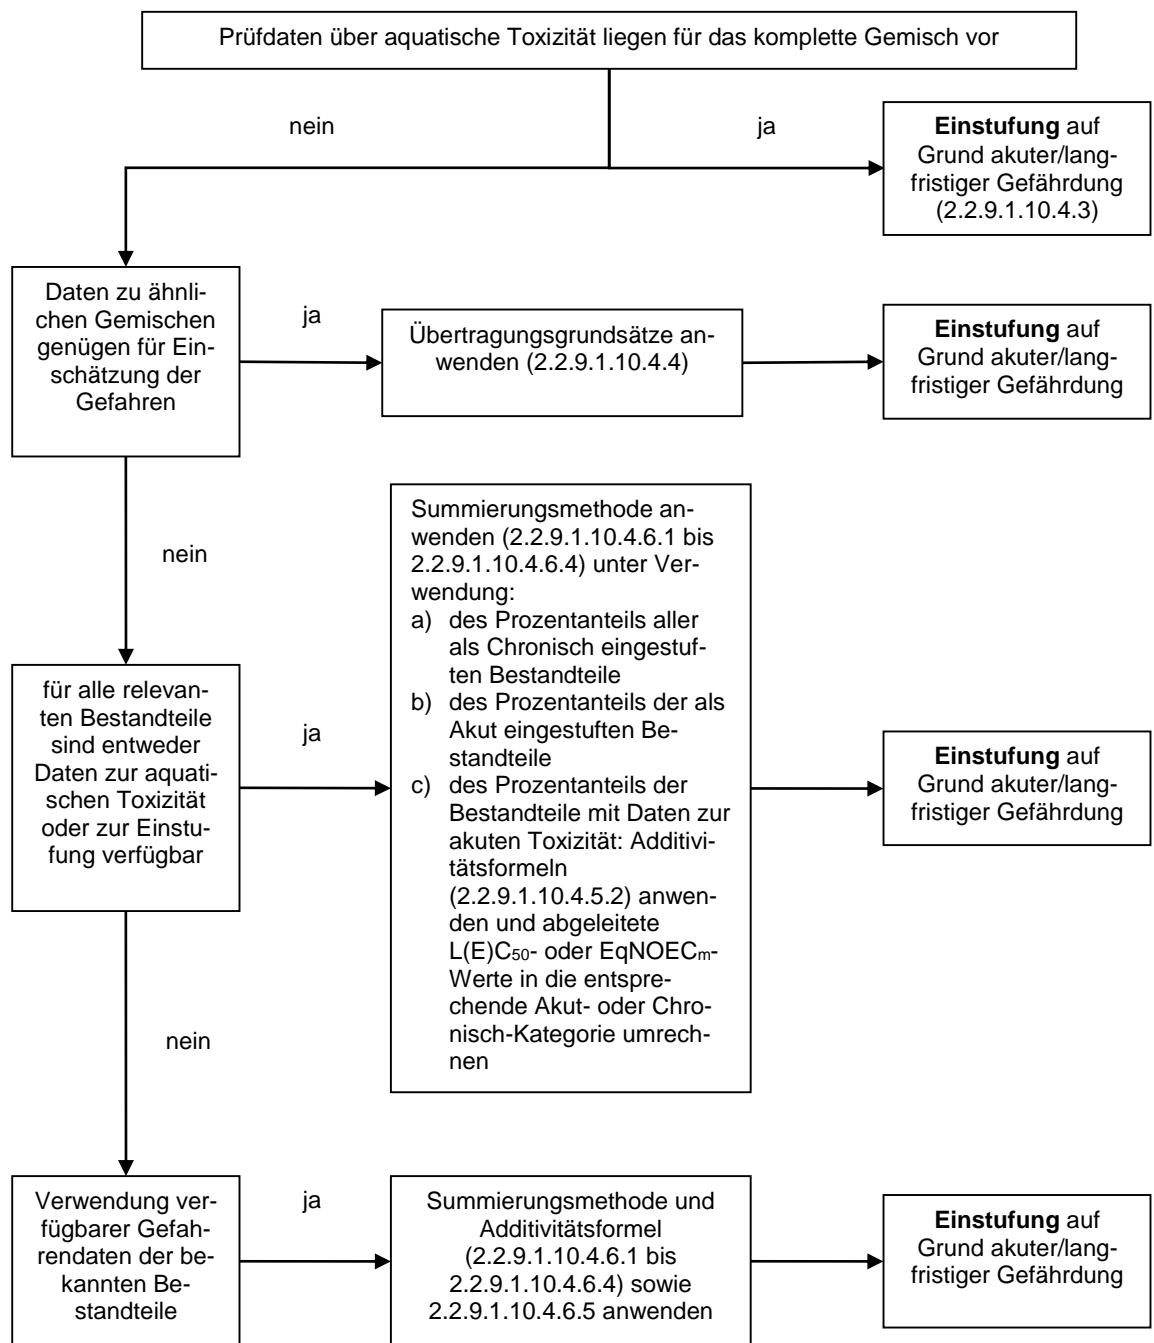 Prüfdaten über aquatische Toxizität liegen für das komplette Gemisch vor
nein
ja
Einstufung auf
Grund akuter/lang-
fristiger Gefährdung
(2.2.9.1.10.4.3)
Daten zu ähnli-
chen Gemischen
genügen für Ein-
schätzung der
Gefahren
ja
Übertragungsgrundsätze an-
wenden (2.2.9.1.10.4.4)
Einstufung auf
Grund akuter/lang-
fristiger Gefährdung
nein
für alle relevan-
ten Bestandteile
sind entweder
Daten zur aquati-
schen Toxizität
oder zur Einstu-
fung verfügbar
ja
Summierungsmethode an-
wenden (2.2.9.1.10.4.6.1 bis
2.2.9.1.10.4.6.4) unter Ver-
wendung:
a) des Prozentanteils aller
als Chronisch eingestuf-
ten Bestandteile
b) des Prozentanteils der als
Akut eingestuften Be-
standteile
c) des Prozentanteils der
Bestandteile mit Daten zur
akuten Toxizität: Additivi-
tätsformeln
(2.2.9.1.10.4.5.2) anwen-
den und abgeleitete
L(E)C50- oder EqNOECm-
Werte in die entspre-
chende Akut- oder Chro-
nisch-Kategorie umrech-
nen
Einstufung auf
Grund akuter/lang-
fristiger Gefährdung
nein
Verwendung ver-
fügbarer Gefah-
rendaten der be-
kannten Be-
standteile
ja
Summierungsmethode und
Additivitätsformel
(2.2.9.1.10.4.6.1 bis
2.2.9.1.10.4.6.4) sowie
2.2.9.1.10.4.6.5 anwenden
Einstufung auf
Grund akuter/lang-
fristiger Gefährdung